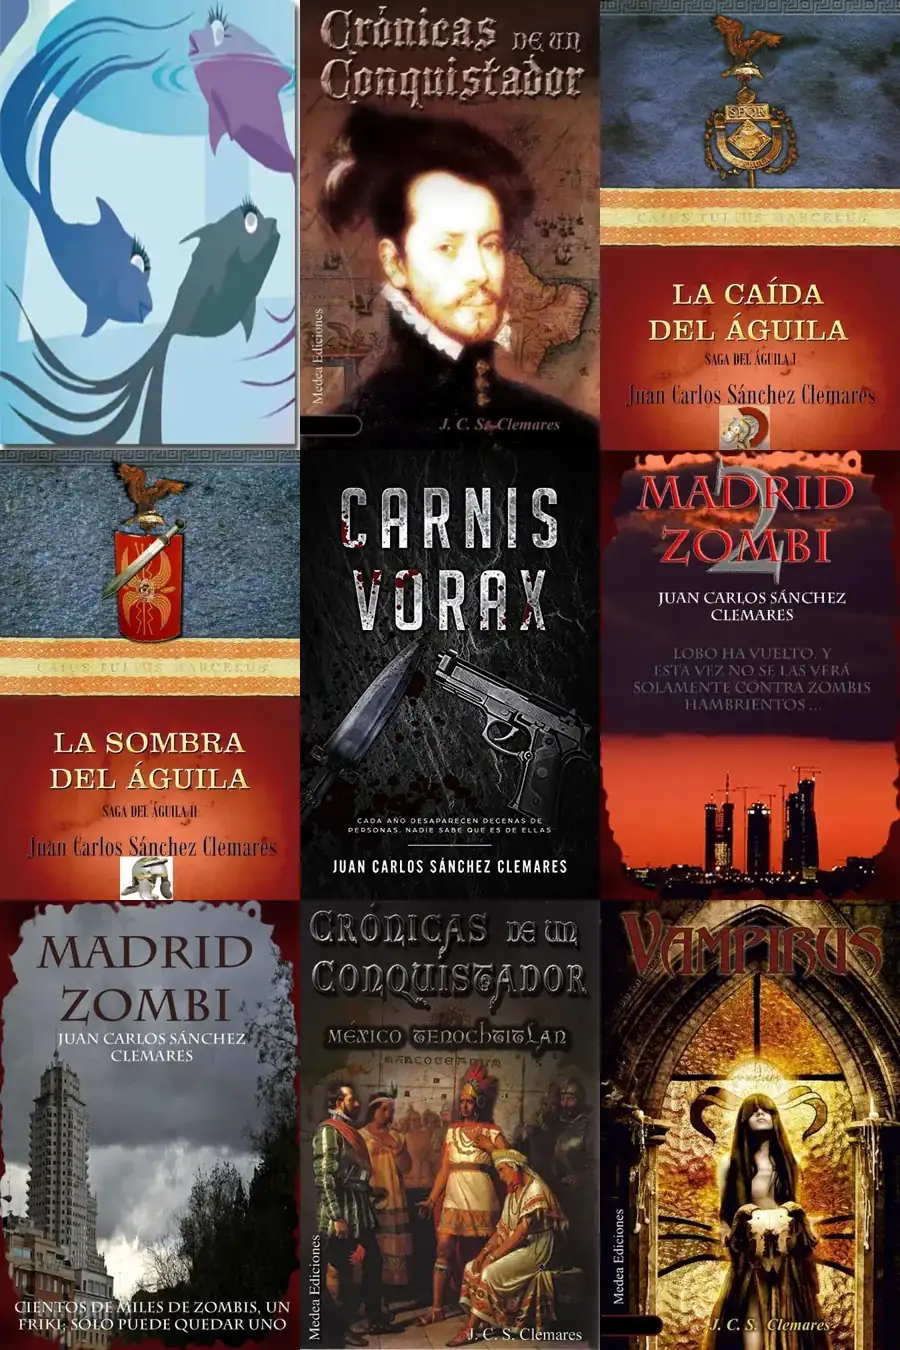 Crónicas DE UN
Conquistador
Medea Ediciones
J. C. S. Clemares
SPQR
CAIUS TULIUS MARCELUS
LA CAÍDA
DEL ÁGUILA
SAGA DEL ÁGUILA I
Juan Carlos Sánchez Clemares
CAIUS TULIUS MARCELUS
LA SOMBRA
DEL ÁGUILA
SAGA DEL ÁGUILA II
Juan Carlos Sánchez Clemares
CARNIS
VORAX
CADA AÑO DESAPARECEN DECENAS DE
PERSONAS. NADIE SABE QUE ES DE ELLAS
JUAN CARLOS SÁNCHEZ CLEMARES
2
MADRID
ZOMBI
JUAN CARLOS SÁNCHEZ
CLEMARES
LOBO HA VUELTO. Y
ESTA VEZ NO SE LAS VERÁ
SOLAMENTE CONTRA ZOMBIS
HAMBRIENTOS ...
MADRID
ZOMBI
JUAN CARLOS SÁNCHEZ
CLEMARES
CIENTOS DE MILES DE ZOMBIS, UN
FRIKI; SÓLO PUEDE QUEDAR UNO
CRÓNICAS DE UN
CONQUISTADOR
MÉXICO TENOCHTITLAN
Medea Ediciones
J. C. S. Clemares
VAMPIRUS
Medea Ediciones
J. C. S. Clemares